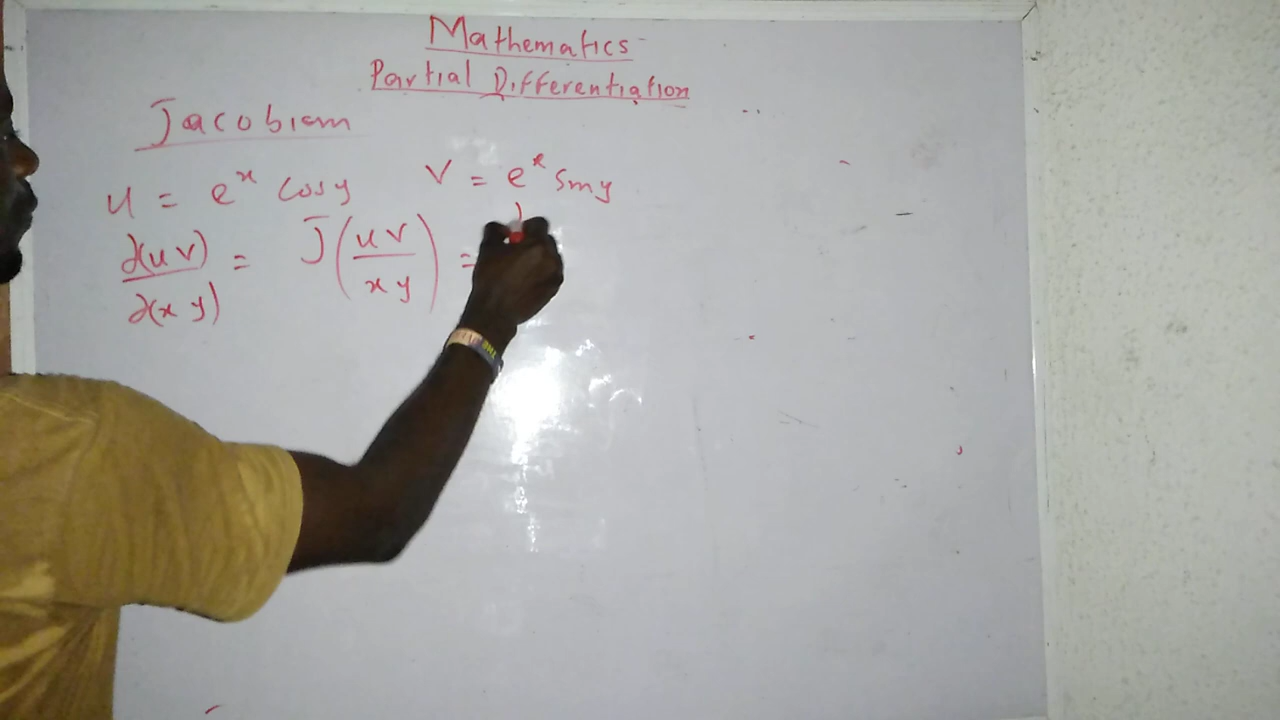 Mathematics
Partial Differentiation
Jacobian
u = e^x Cos y    V = e^x Sin y
∂(u v)/∂(x y) = J(u v/x y) =